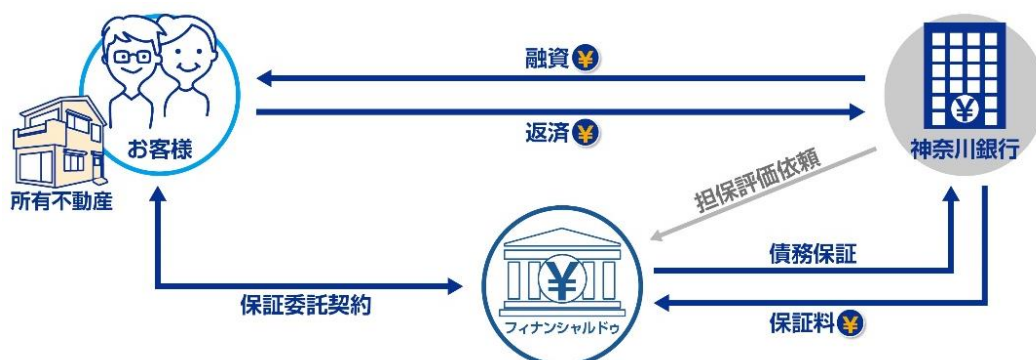 融資¥
返済¥
お客様
所有不動産
¥
神奈川銀行
担保評価依頼
保証委託契約
¥
フィナンシャルドゥ
債務保証
保証料¥